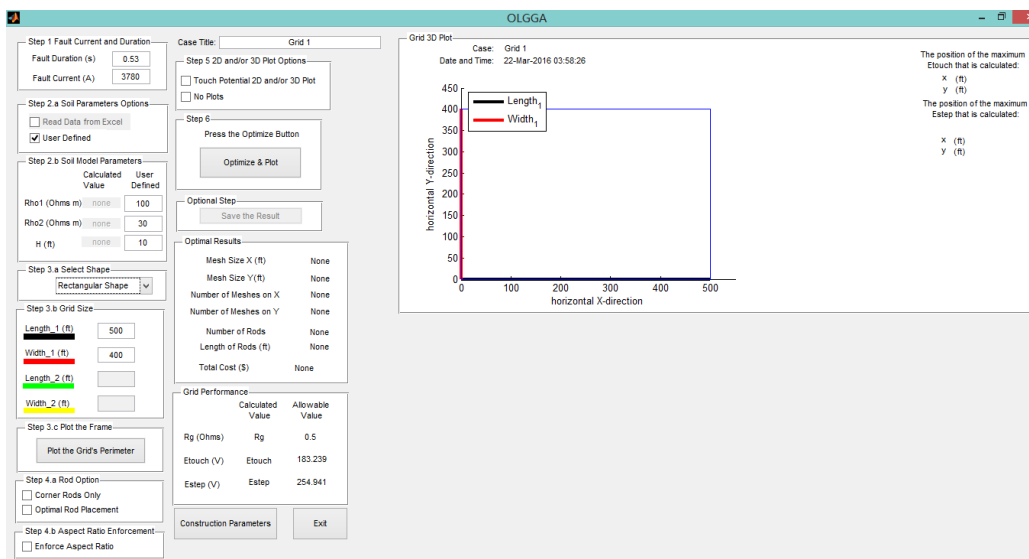 OLGGA
Step 1 Fault Current and Duration
Fault Duration (s) 0.53
Fault Current (A) 3780
Step 2.a Soil Parameters Options
Read Data from Excel
User Defined
Step 2.b Soil Model Parameters
Calculated Value User Defined
Rho1 (Ohms m) none 100
Rho2 (Ohms m) none 30
H (ft) none 10
Step 3.a Select Shape
Rectangular Shape
Step 3.b Grid Size
Length_1 (ft) 500
Width_1 (ft) 400
Length_2 (ft)
Width_2 (ft)
Step 3.c Plot the Frame
Plot the Grid's Perimeter
Step 4.a Rod Option
Corner Rods Only
Optimal Rod Placement
Step 4.b Aspect Ratio Enforcement
Enforce Aspect Ratio
Case Title: Grid 1
Step 5 2D and/or 3D Plot Options
Touch Potential 2D and/or 3D Plot
No Plots
Step 6
Press the Optimize Button
Optimize & Plot
Optional Step
Save the Result
Optimal Results
Mesh Size X (ft) None
Mesh Size Y(ft) None
Number of Meshes on X None
Number of Meshes on Y None
Number of Rods None
Length of Rods (ft) None
Total Cost ($) None
Grid Performance
Calculated Value Allowable Value
Rg (Ohms) Rg 0.5
Etouch (V) Etouch 183.239
Estep (V) Estep 254.941
Construction Parameters Exit
Grid 3D Plot
Case: Grid 1
Date and Time: 22-Mar-2016 03:58:26
Length1
Width1
450
400
350
300
250
200
150
100
50
0
horizontal Y-direction
0 100 200 300 400 500
horizontal X-direction
The position of the maximum
Etouch that is calculated:
x (ft)
y (ft)
The position of the maximum
Estep that is calculated:
x (ft)
y (ft)